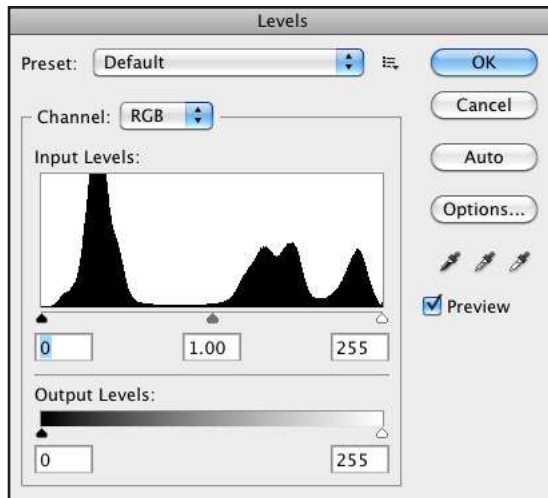 Levels
Preset: Default
OK
Channel: RGB
Cancel
Input Levels:
Auto
Options...
Preview
0 1.00 255
Output Levels:
0 255